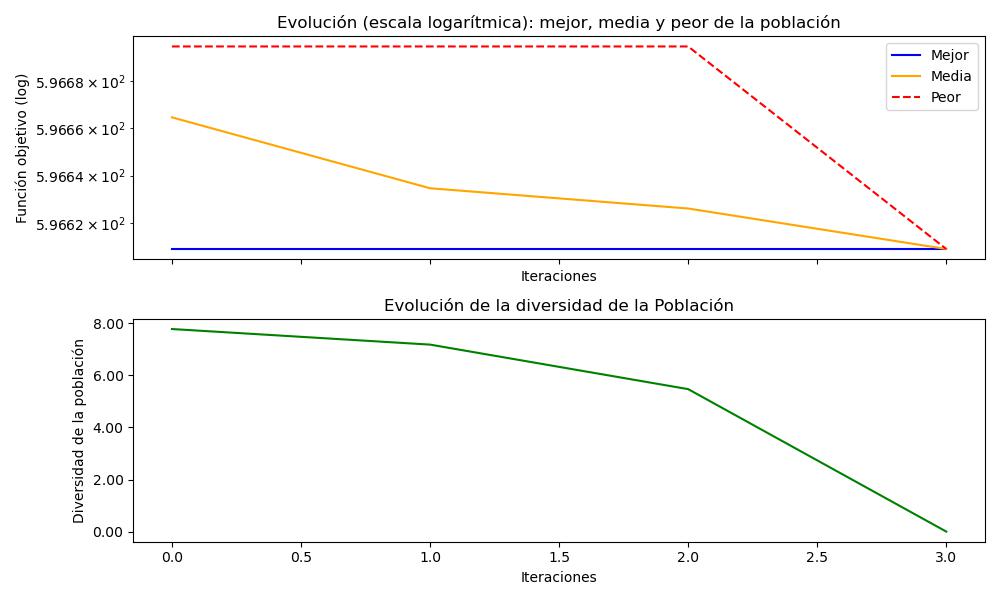 Evolución (escala logarítmica): mejor, media y peor de la población
Función objetivo (log)
5.9668 × 10²
5.9666 × 10²
5.9664 × 10²
5.9662 × 10²
Mejor
Media
Peor
Iteraciones
Evolución de la diversidad de la Población
Diversidad de la población
8.00
6.00
4.00
2.00
0.00
0.0 0.5 1.0 1.5 2.0 2.5 3.0
Iteraciones